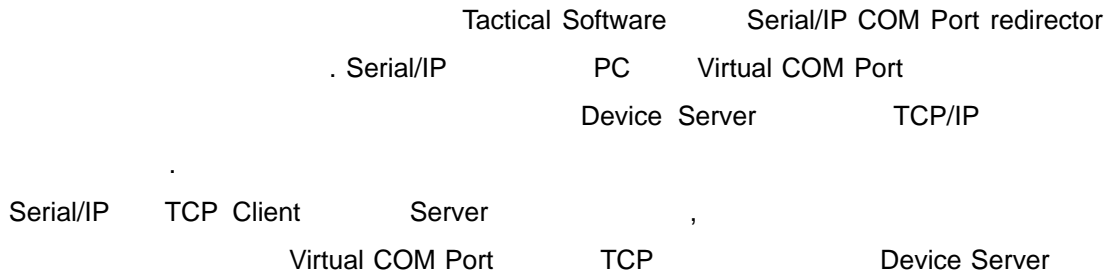 Tactical Software Serial/IP COM Port redirector
. Serial/IP PC Virtual COM Port
Device Server TCP/IP
.
Serial/IP TCP Client Server ,
Virtual COM Port TCP Device Server